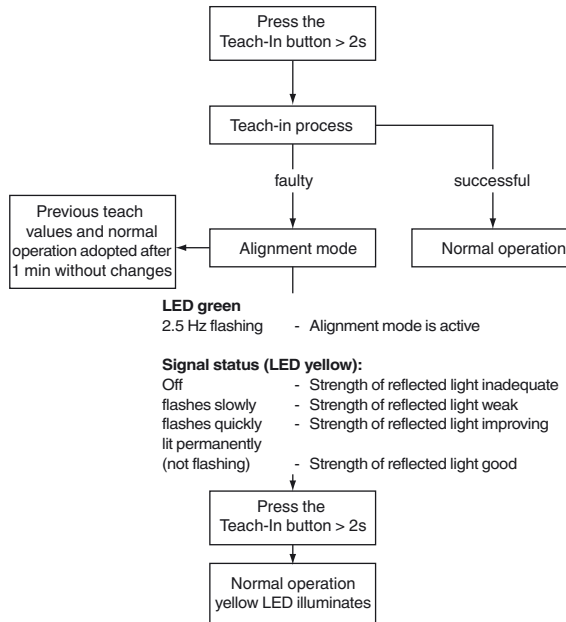 Press the
Teach-In button > 2s
Teach-in process
faulty
successful
Previous teach
values and normal
operation adopted after
1 min without changes
Alignment mode
Normal operation
LED green
2.5 Hz flashing - Alignment mode is active
Signal status (LED yellow):
Off - Strength of reflected light inadequate
flashes slowly - Strength of reflected light weak
flashes quickly - Strength of reflected light improving
lit permanently
(not flashing) - Strength of reflected light good
Press the
Teach-In button > 2s
Normal operation
yellow LED illuminates